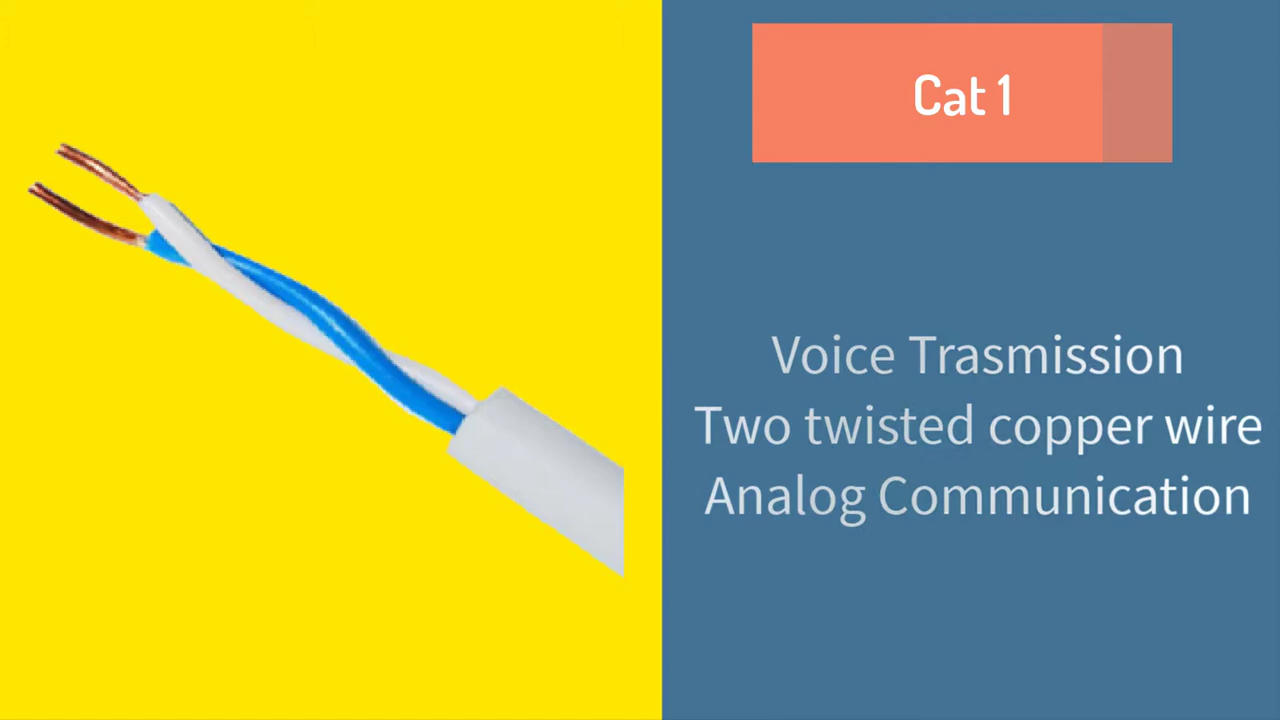 Cat 1
Voice Trasmission
Two twisted copper wire
Analog Communication